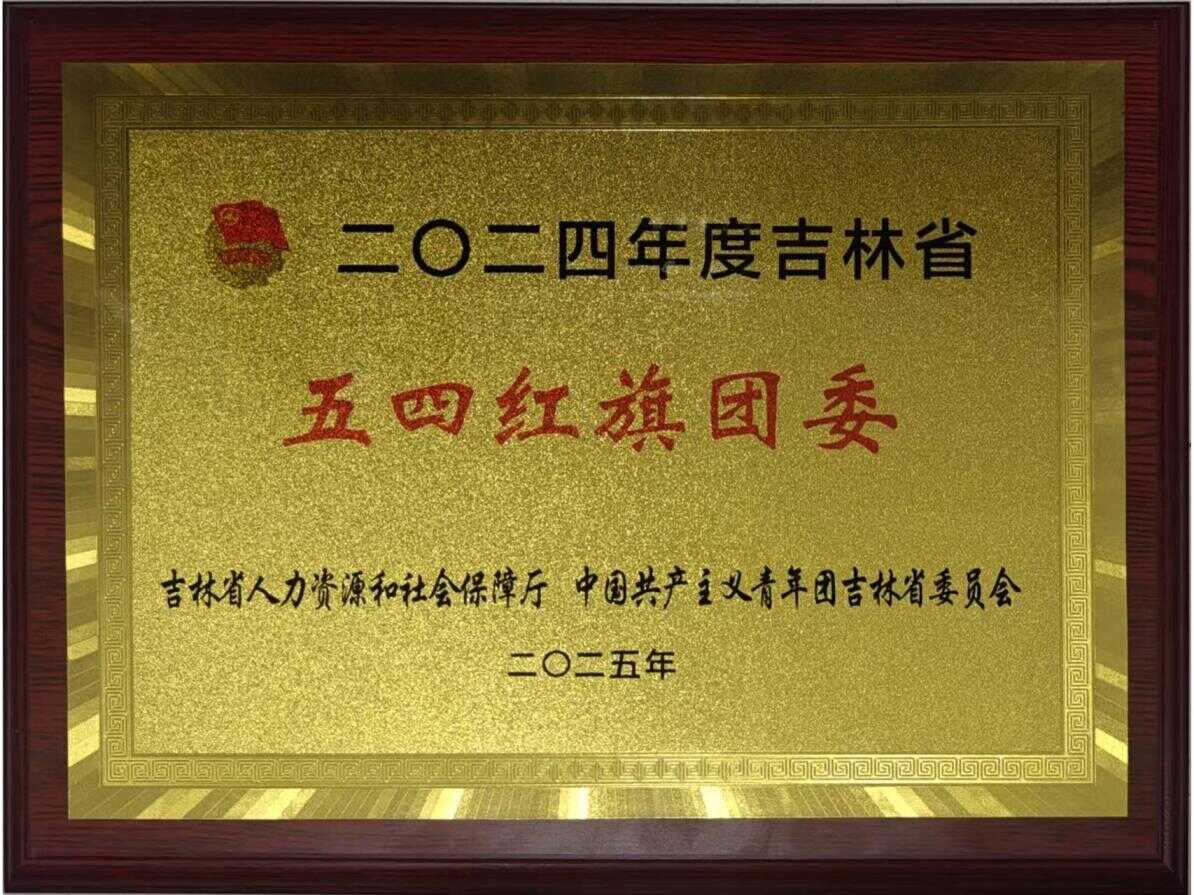 二〇二四年度吉林省
五四红旗团委
吉林省人力资源和社会保障厅 中国共产主义青年团吉林省委员会
二〇二五年